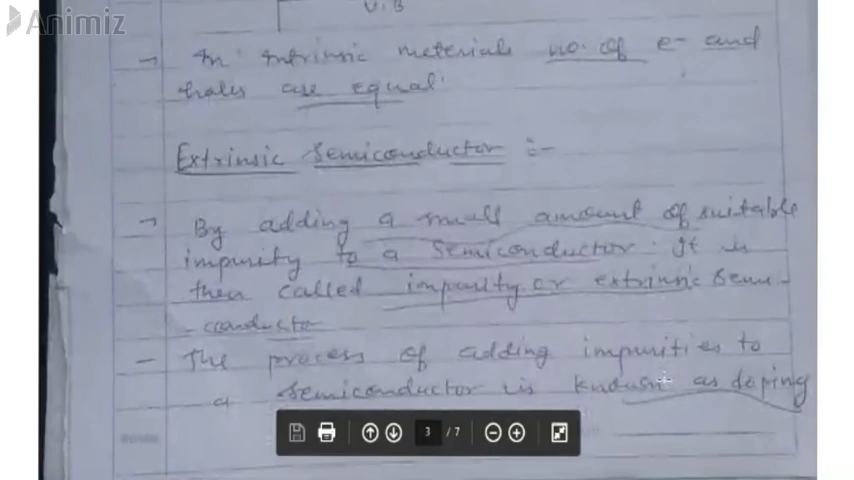 Animiz
V.B
→ In intrinsic meterials no. of e- and
holes are equal.
Extrinsic Semiconductor :-
→ By adding a small amount of suitable
impurity to a semiconductor. It is
then called impurity or extrinsic semi-
-conducto
- The process of adding impurities to
a semiconductor is known as doping
3 / 7